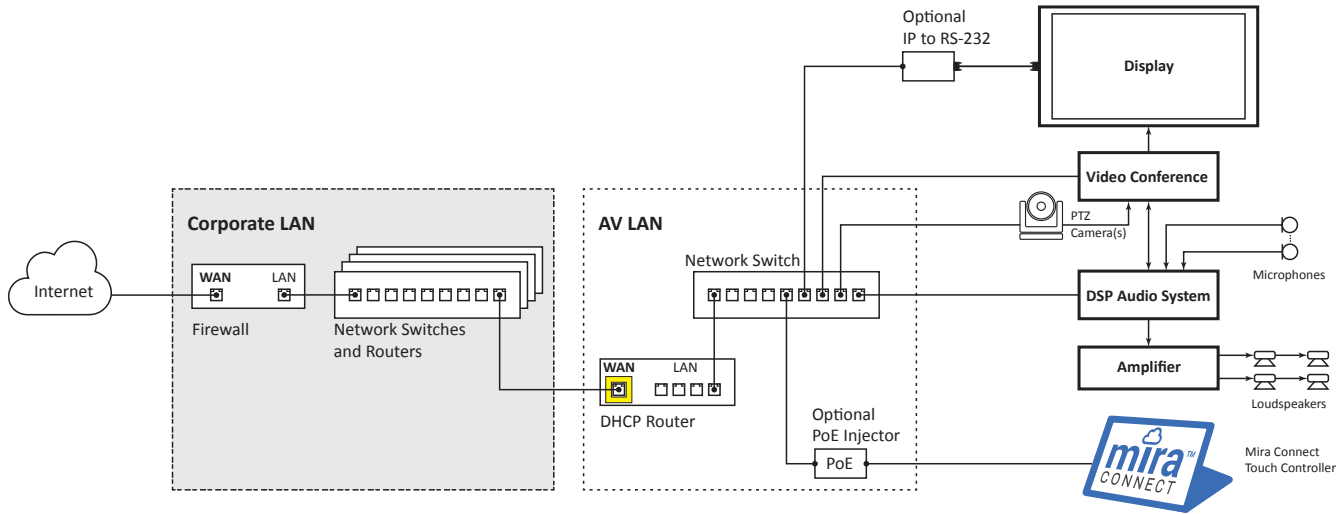 Optional
IP to RS-232
Display
Video Conference
PTZ
Camera(s)
Microphones
DSP Audio System
Amplifier
Loudspeakers
Corporate LAN
WAN
LAN
Internet
Firewall
Network Switches
and Routers
AV LAN
Network Switch
WAN
LAN
DHCP Router
Optional
PoE Injector
PoE
mira™
CONNECT
Mira Connect
Touch Controller